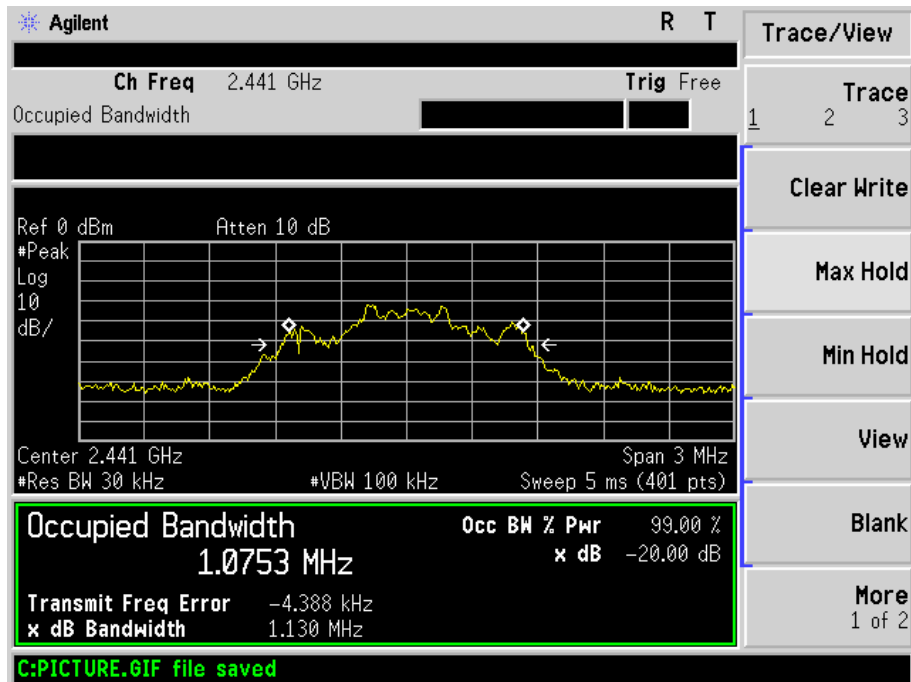 Agilent R T
Trace/View
Ch Freq 2.441 GHz Trig Free
Occupied Bandwidth
Trace
1 2 3
Clear Write
Max Hold
Min Hold
View
Blank
More
1 of 2
Ref 0 dBm Atten 10 dB
#Peak
Log
10
dB/
Center 2.441 GHz Span 3 MHz
#Res BW 30 kHz #VBW 100 kHz Sweep 5 ms (401 pts)
Occupied Bandwidth Occ BW % Pwr 99.00 %
1.0753 MHz x dB -20.00 dB
Transmit Freq Error -4.388 kHz
x dB Bandwidth 1.130 MHz
C:PICTURE.GIF file saved